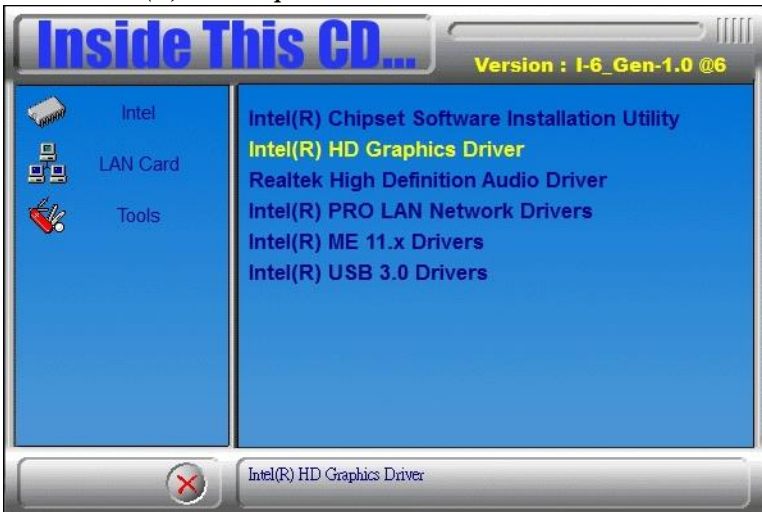 Inside This CD...
Version : I-6_Gen-1.0 @6
Intel
LAN Card
Tools
Intel(R) Chipset Software Installation Utility
Intel(R) HD Graphics Driver
Realtek High Definition Audio Driver
Intel(R) PRO LAN Network Drivers
Intel(R) ME 11.x Drivers
Intel(R) USB 3.0 Drivers
Intel(R) HD Graphics Driver